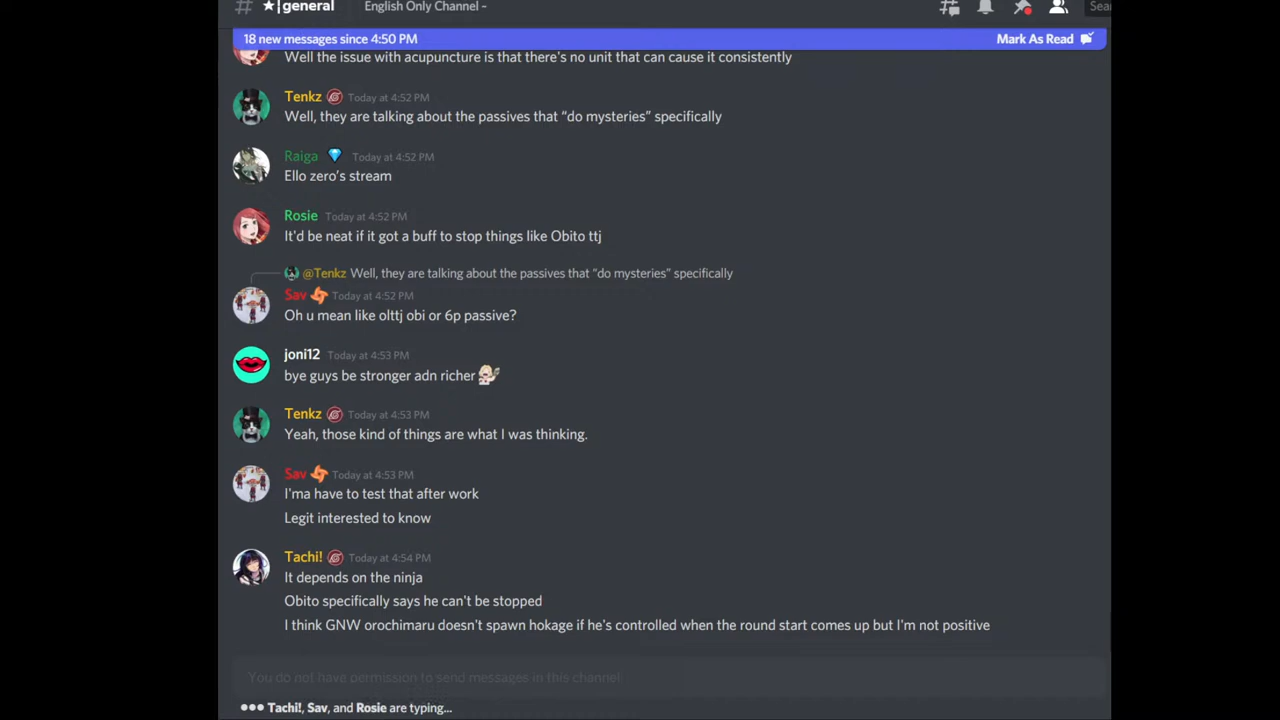 # ★|general English Only Channel -
Sea
18 new messages since 4:50 PM Mark As Read
Well the issue with acupuncture is that there's no unit that can cause it consistently
Tenkz Today at 4:52 PM
Well, they are talking about the passives that “do mysteries” specifically
Raiga Today at 4:52 PM
Ello zero’s stream
Rosie Today at 4:52 PM
It'd be neat if it got a buff to stop things like Obito ttj
@Tenkz Well, they are talking about the passives that “do mysteries” specifically
Sav Today at 4:52 PM
Oh u mean like olttj obi or 6p passive?
joni12 Today at 4:53 PM
bye guys be stronger adn richer
Tenkz Today at 4:53 PM
Yeah, those kind of things are what I was thinking.
Sav Today at 4:53 PM
I'ma have to test that after work
Legit interested to know
Tachi! Today at 4:54 PM
It depends on the ninja
Obito specifically says he can't be stopped
I think GNW orochimaru doesn't spawn hokage if he's controlled when the round start comes up but I'm not positive
You do not have permission to send messages in this channel
Tachi!, Sav, and Rosie are typing...